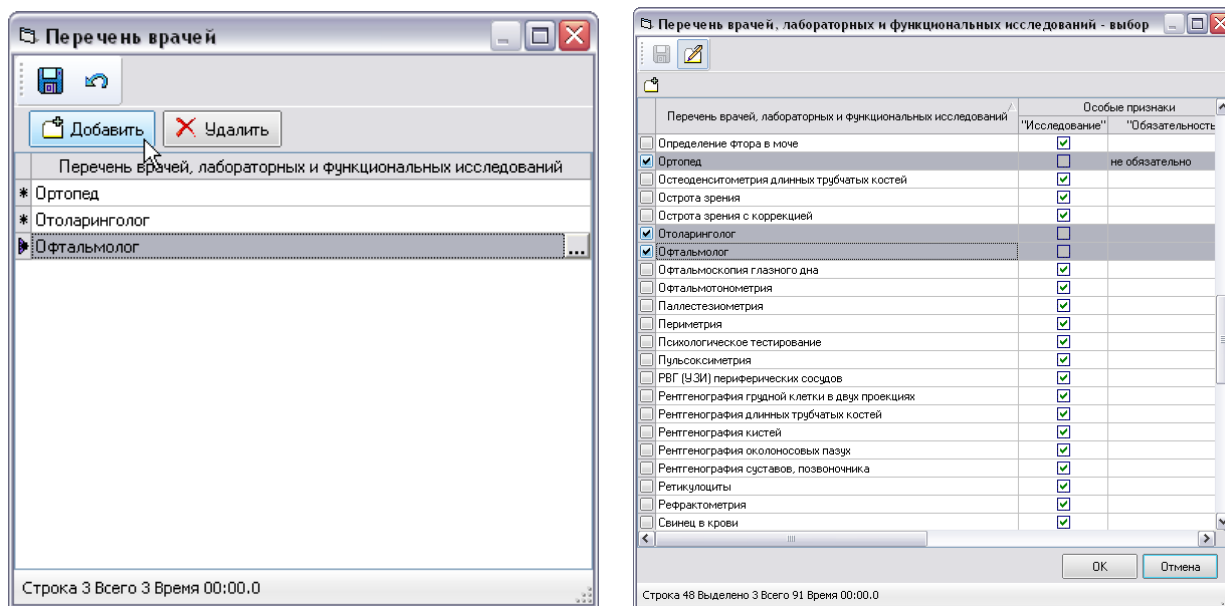 Перечень врачей
Добавить Удалить
Перечень врачей, лабораторных и функциональных исследований
Ортопед
Отоларинголог
Офтальмолог ...
Строка 3 Всего 3 Время 00:00.0
Перечень врачей, лабораторных и функциональных исследований - выбор
Перечень врачей, лабораторных и функциональных исследований
Особые признаки
"Исследование" "Обязательность
Определение фтора в моче
Ортопед не обязательно
Остеоденситометрия длинных трубчатых костей
Острота зрения
Острота зрения с коррекцией
Отоларинголог
Офтальмолог
Офтальмоскопия глазного дна
Офтальмотонометрия
Паллестезиометрия
Периметрия
Психологическое тестирование
Пульсоксиметрия
РВГ (УЗИ) периферических сосудов
Рентгенография грудной клетки в двух проекциях
Рентгенография длинных трубчатых костей
Рентгенография кистей
Рентгенография околоносовых пазух
Рентгенография суставов, позвоночника
Ретикулоциты
Рефрактометрия
Свинец в крови
OK Отмена
Строка 48 Выделено 3 Всего 91 Время 00:00.0